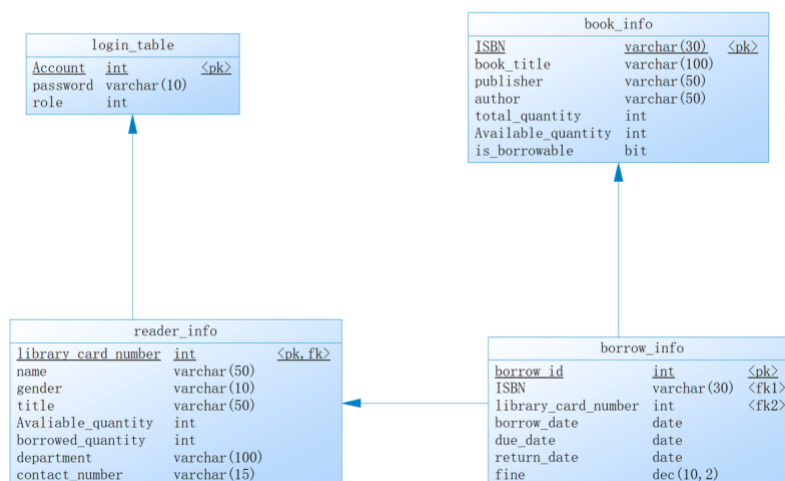 login_table
Account int <pk>
password varchar(10)
role int
book_info
ISBN varchar(30) <pk>
book_title varchar(100)
publisher varchar(50)
author varchar(50)
total_quantity int
Available_quantity int
is_borrowable bit
reader_info
library_card_number int <pk,fk>
name varchar(50)
gender varchar(10)
title varchar(50)
Avaliable_quantity int
borrowed_quantity int
department varchar(100)
contact_number varchar(15)
borrow_info
borrow_id int <pk>
ISBN varchar(30) <fk1>
library_card_number int <fk2>
borrow_date date
due_date date
return_date date
fine dec(10,2)